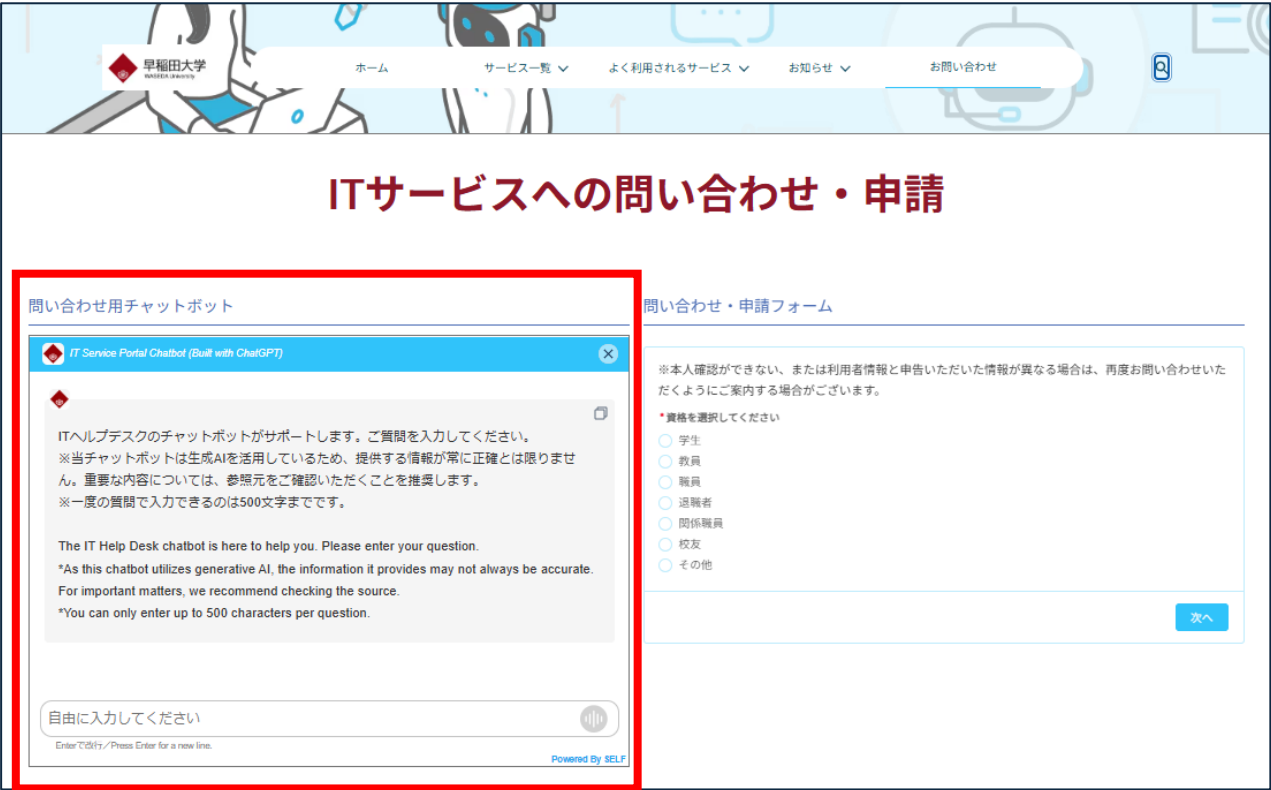 早稲田大学
WASEDA University
ホーム
サービス一覧
よく利用されるサービス
お知らせ
お問い合わせ
ITサービスへの問い合わせ・申請
問い合わせ用チャットボット
IT Service Portal Chatbot (Built with ChatGPT)
ITヘルプデスクのチャットボットがサポートします。ご質問を入力してください。
※当チャットボットは生成AIを活用しているため、提供する情報が常に正確とは限りませ
ん。重要な内容については、参照元をご確認いただくことを推奨します。
※一度の質問で入力できるのは500文字までです。
The IT Help Desk chatbot is here to help you. Please enter your question.
*As this chatbot utilizes generative AI, the information it provides may not always be accurate.
For important matters, we recommend checking the source.
*You can only enter up to 500 characters per question.
自由に入力してください
Enterで改行／Press Enter for a new line.
Powered By SELF
問い合わせ・申請フォーム
※本人確認ができない、または利用者情報と申告いただいた情報が異なる場合は、再度お問い合わせいた
だくようにご案内する場合がございます。
*資格を選択してください
学生
教員
職員
退職者
関係職員
校友
その他
次へ